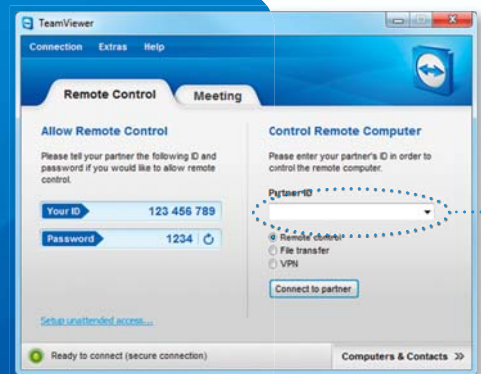 TeamViewer
Connection Extras Help
Remote Control
Meeting
Allow Remote Control
Please tell your partner the following ID and
password if you would like to allow remote
control.
Your ID 123 456 789
Password 1234
Setup unattended access...
Control Remote Computer
Please enter your partner's ID in order to
control the remote computer.
Partner ID
Remote control
File transfer
VPN
Connect to partner
Ready to connect (secure connection)
Computers & Contacts